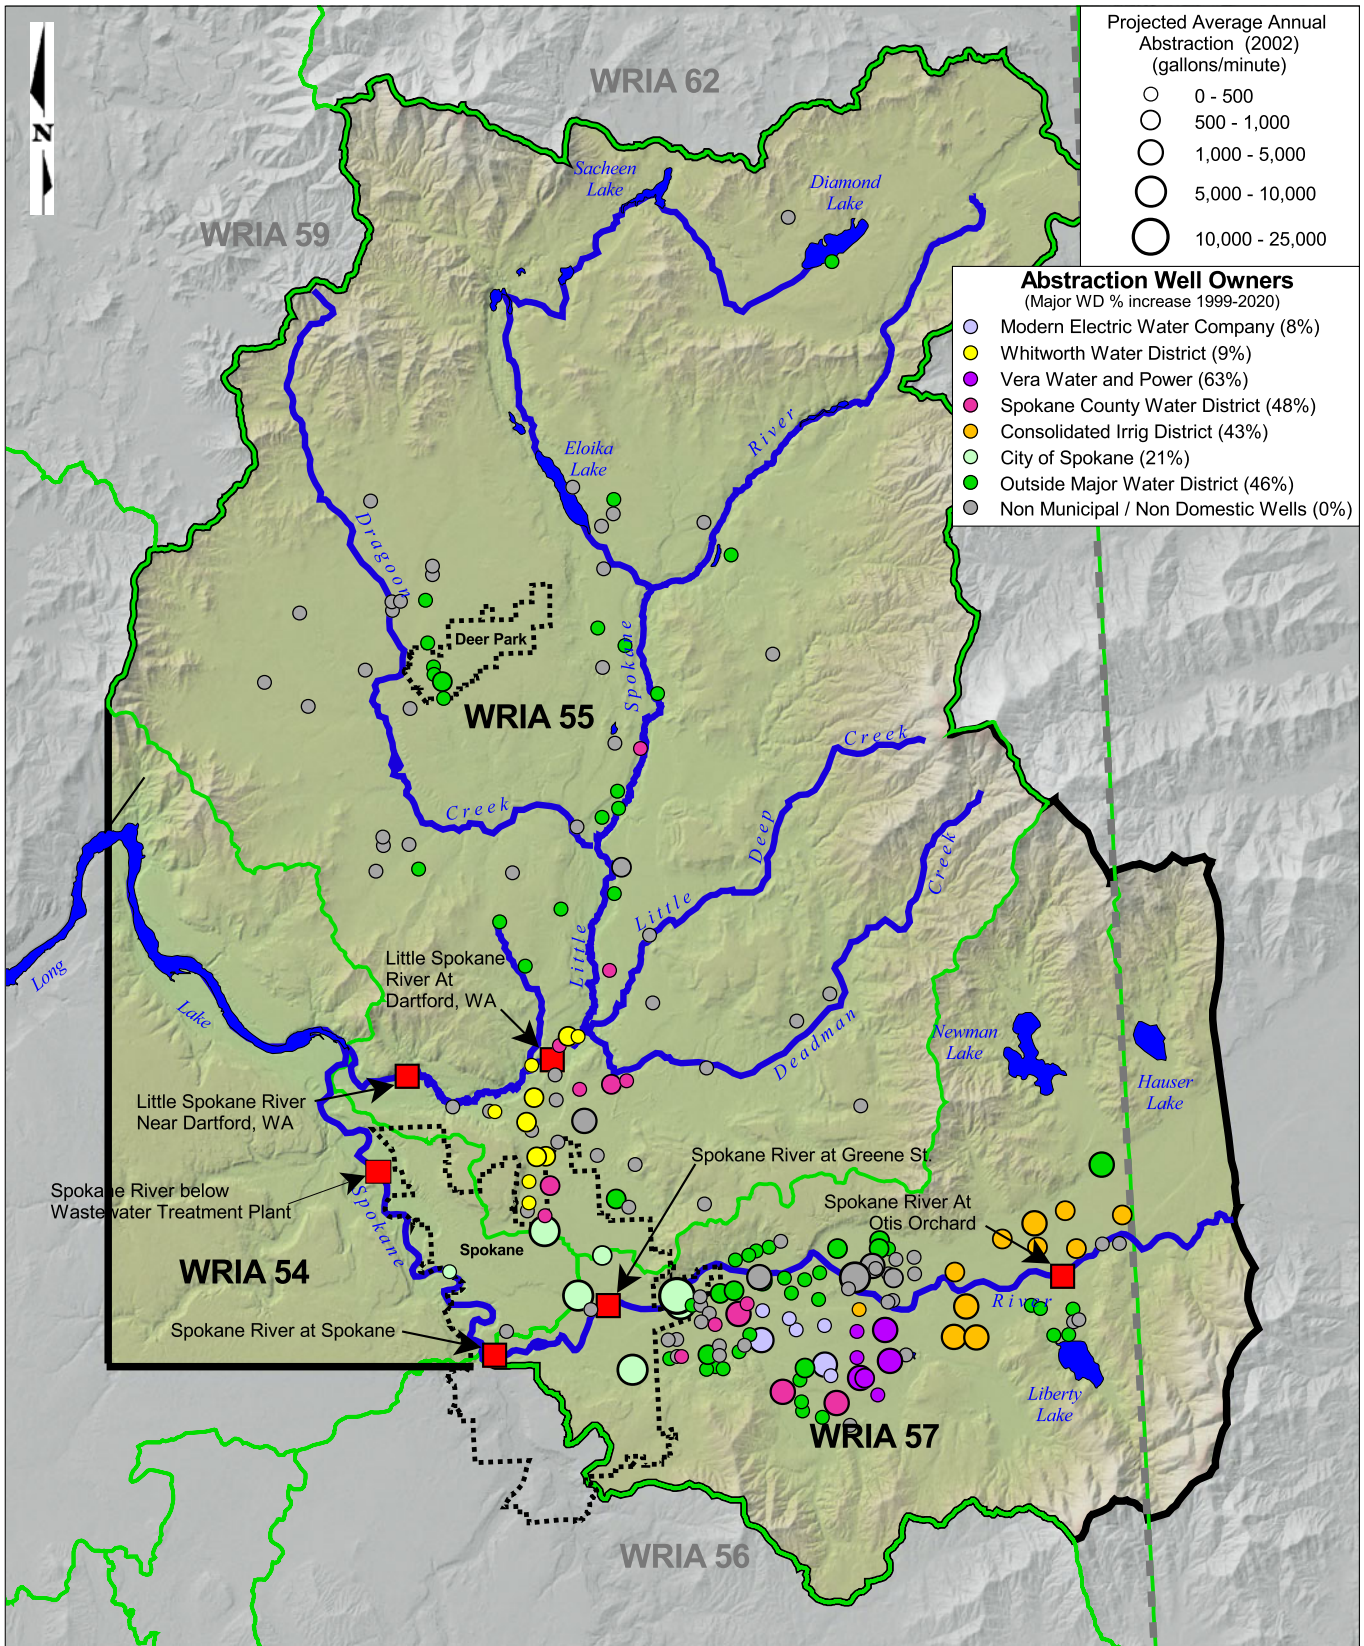 Projected Average Annual
Abstraction (2002)
(gallons/minute)
0 - 500
500 - 1,000
1,000 - 5,000
5,000 - 10,000
10,000 - 25,000
Abstraction Well Owners
(Major WD % increase 1999-2020)
Modern Electric Water Company (8%)
Whitworth Water District (9%)
Vera Water and Power (63%)
Spokane County Water District (48%)
Consolidated Irrig District (43%)
City of Spokane (21%)
Outside Major Water District (46%)
Non Municipal / Non Domestic Wells (0%)
N
WRIA 62
Sacheen
Lake
Diamond
Lake
WRIA 59
River
Eloika
Lake
Dragoon
Deer Park
Spokane
WRIA 55
Creek
Creek
Deep
Creek
Little
Little
Little Spokane
River At
Dartford, WA
Long
Lake
Deadman
Newman
Lake
Hauser
Lake
Little Spokane River
Near Dartford, WA
Spokane River at Greene St.
Spokane River below
Wastewater Treatment Plant
Spokane
Spokane River At
Otis Orchard
Spokane
WRIA 54
River
Spokane River at Spokane
Liberty
Lake
WRIA 57
WRIA 56